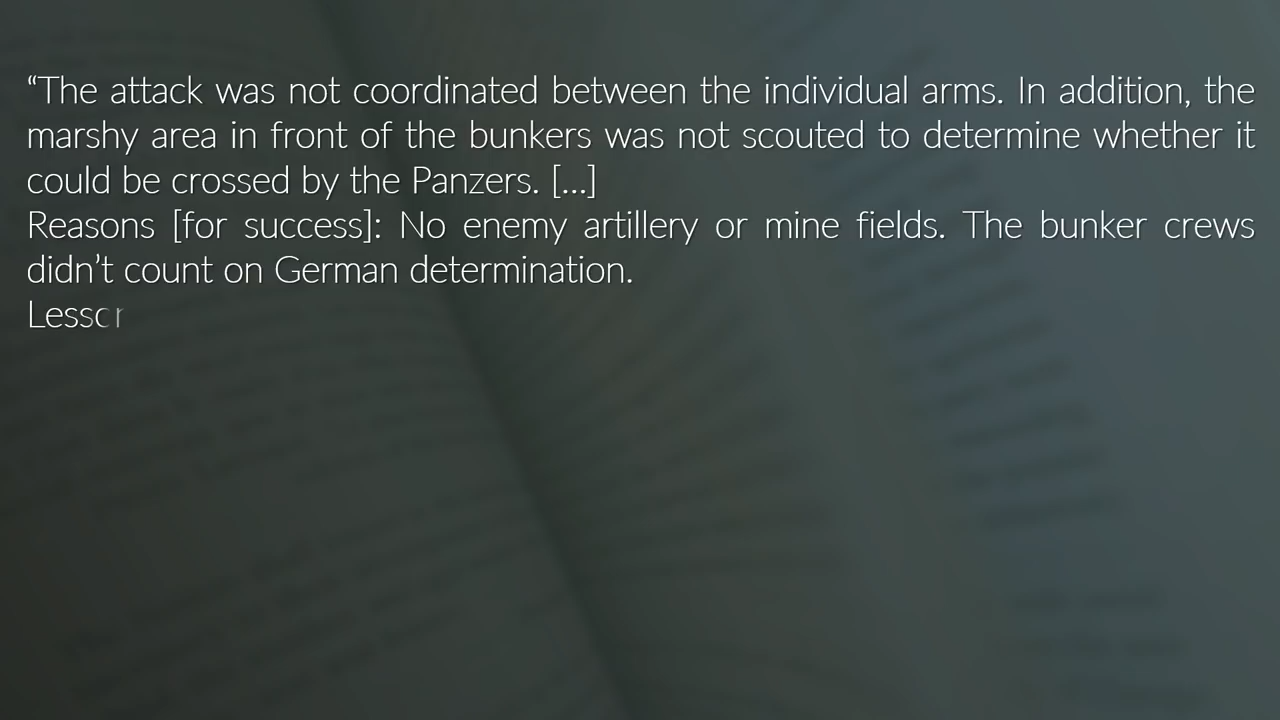 “The attack was not coordinated between the individual arms. In addition, the
marshy area in front of the bunkers was not scouted to determine whether it
could be crossed by the Panzers. [...]
Reasons [for success]: No enemy artillery or mine fields. The bunker crews
didn’t count on German determination.